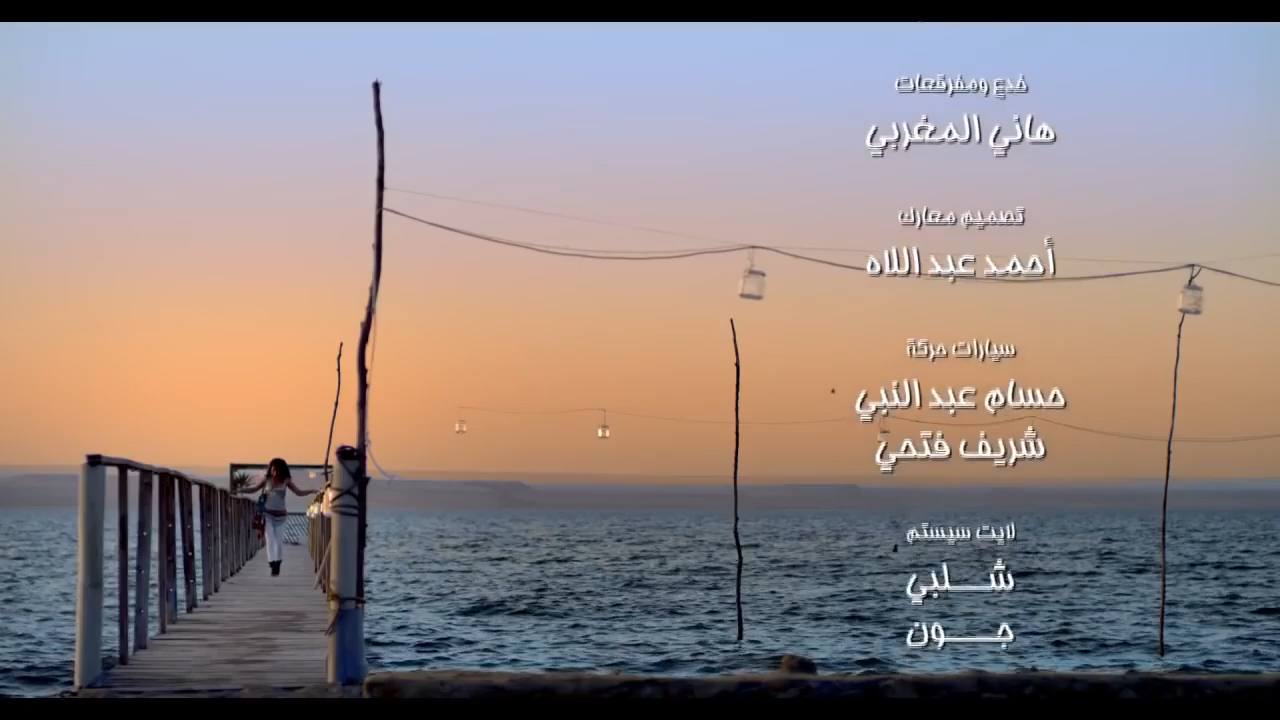 خدع ومفرقعات
هاني المغربي
تصميم معارك
أحمد عبد اللاه
سيارات حركة
حسام عبد النبي
شريف فتحي
لايت سيستم
شلبي
جون